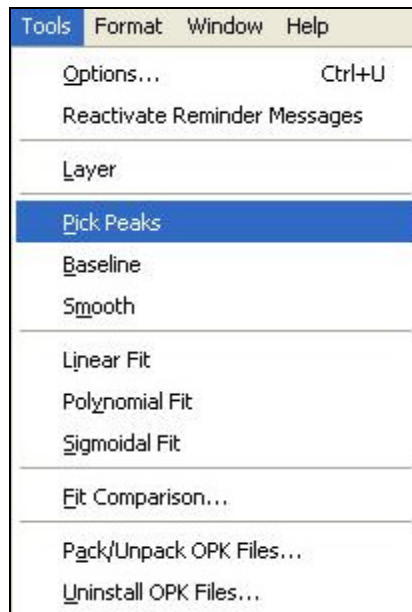 Tools Format Window Help
Options... Ctrl+U
Reactivate Reminder Messages
Layer
Pick Peaks
Baseline
Smooth
Linear Fit
Polynomial Fit
Sigmoidal Fit
Fit Comparison...
Pack/Unpack OPK Files...
Uninstall OPK Files...